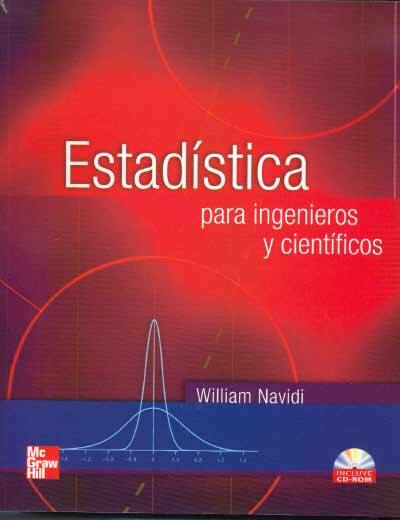 Estadística
para ingenieros
y científicos
William Navidi
Mc
Graw
Hill
INCLUYE
CD-ROM